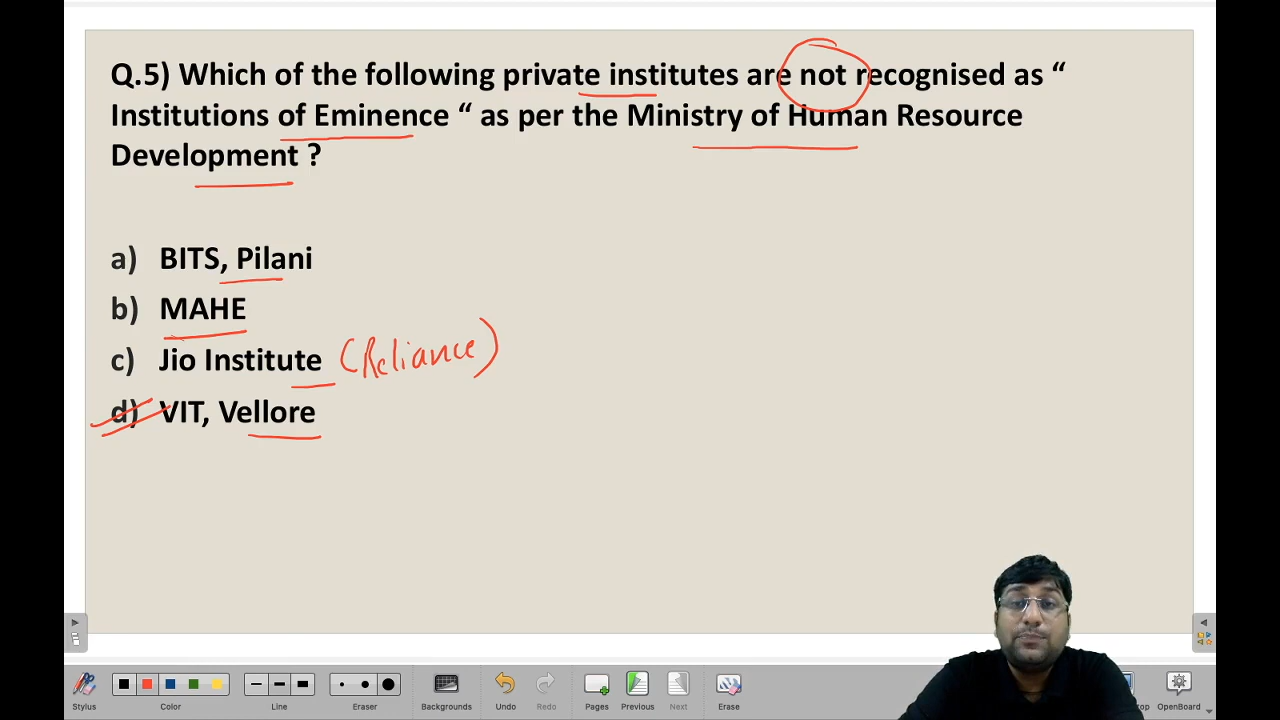 Q.5) Which of the following private institutes are not recognised as “
Institutions of Eminence “ as per the Ministry of Human Resource
Development ?
a) BITS, Pilani
b) MAHE
c) Jio Institute (Reliance)
d) VIT, Vellore
Stylus Color Line Eraser Backgrounds Undo Redo Pages Previous Next Erase top OpenBoard